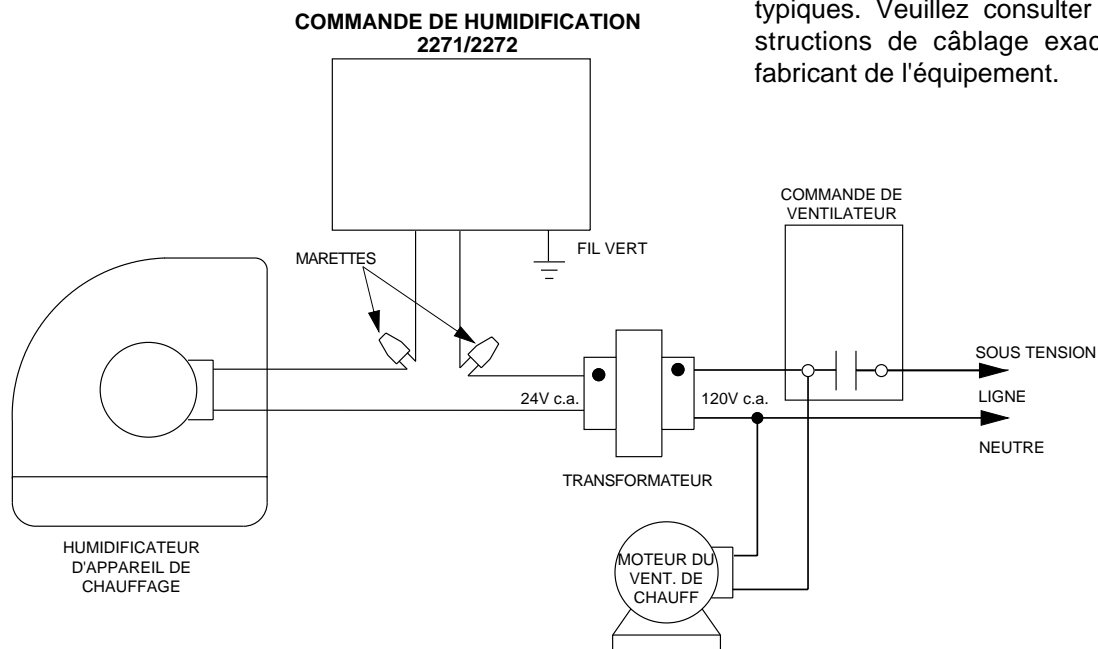 COMMANDE DE HUMIDIFICATION
2271/2272
typiques. Veuillez consulter
structions de câblage exac
fabricant de l'équipement.
COMMANDE DE
VENTILATEUR
FIL VERT
MARETTES
SOUS TENSION
24V c.a.
120V c.a.
LIGNE
NEUTRE
TRANSFORMATEUR
HUMIDIFICATEUR
D'APPAREIL DE
CHAUFFAGE
MOTEUR DU
VENT. DE
CHAUFF